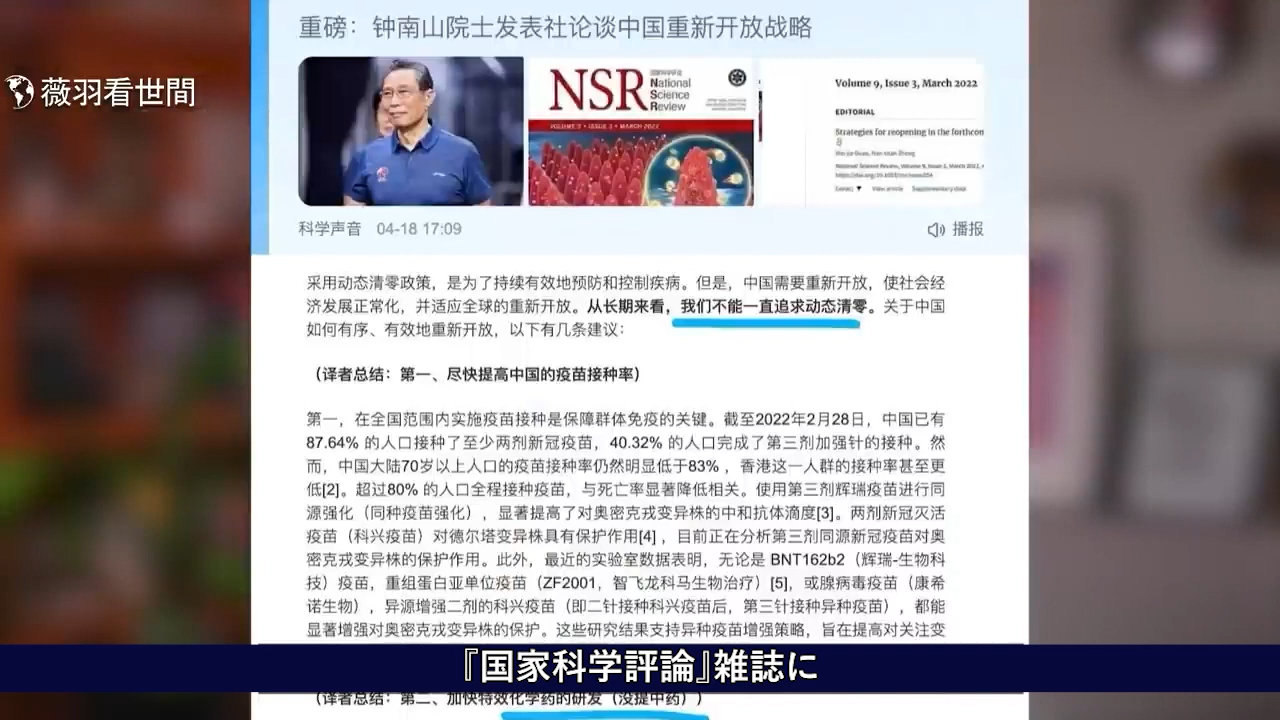 重磅：钟南山院士发表社论谈中国重新开放战略
薇羽看世間
NSR
National
Science
Review
VOLUME 9 • ISSUE 3 • MARCH 2022
Volume 9, Issue 3, March 2022
EDITORIAL
Strategies for reopening in the forthcon
科学声音 04-18 17:09
播报
采用动态清零政策，是为了持续有效地预防和控制疾病。但是，中国需要重新开放，使社会经
济发展正常化，并适应全球的重新开放。从长期来看，我们不能一直追求动态清零。关于中国
如何有序、有效地重新开放，以下有几条建议：
（译者总结：第一、尽快提高中国的疫苗接种率）
第一，在全国范围内实施疫苗接种是保障群体免疫的关键。截至2022年2月28日，中国已有
87.64% 的人口接种了至少两剂新冠疫苗，40.32% 的人口完成了第三剂加强针的接种。然
而，中国大陆70岁以上人口的疫苗接种率仍然明显低于83% ，香港这一人群的接种率甚至更
低[2]。超过80% 的人口全程接种疫苗，与死亡率显著降低相关。使用第三剂辉瑞疫苗进行同
源强化（同种疫苗强化），显著提高了对奥密克戎变异株的中和抗体滴度[3]。两剂新冠灭活
疫苗（科兴疫苗）对德尔塔变异株具有保护作用[4] ，目前正在分析第三剂同源新冠疫苗对奥
密克戎变异株的保护作用。此外，最近的实验室数据表明，无论是 BNT162b2（辉瑞-生物科
技）疫苗，重组蛋白亚单位疫苗（ZF2001，智飞龙科马生物治疗）[5]，或腺病毒疫苗（康希
诺生物），异源增强二剂的科兴疫苗（即二针接种科兴疫苗后，第三针接种异种疫苗），都能
显著增强对奥密克戎变异株的保护。这些研究结果支持异种疫苗增强策略，旨在提高对关注变
『国家科学評論』雑誌に
（译者总结：第二、加快特效化学药的研发（没提中药））